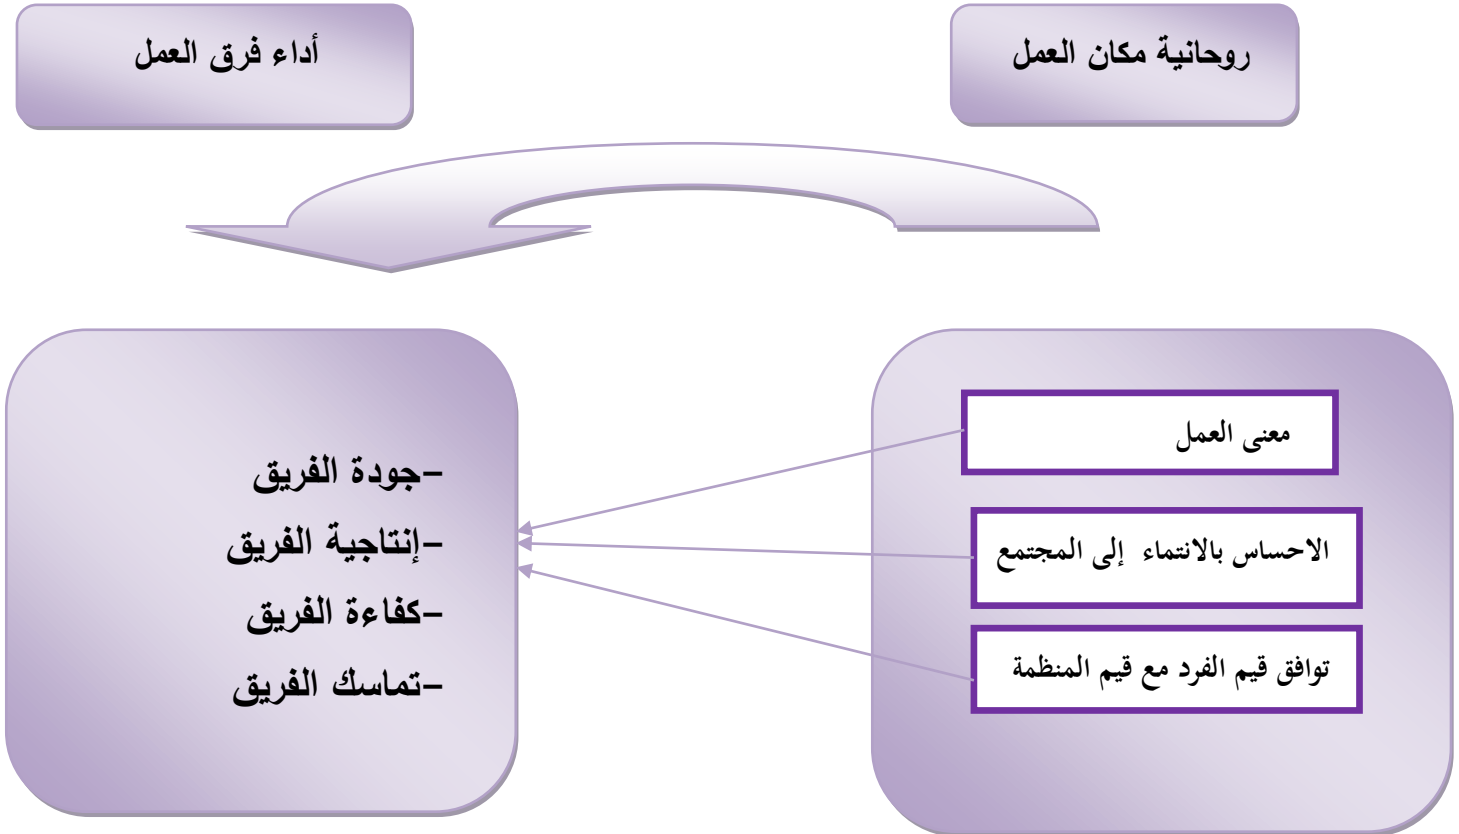 روحانية مكان العمل
أداء فرق العمل
معنى العمل
الاحساس بالانتماء إلى المجتمع
توافق قيم الفرد مع قيم المنظمة
-جودة الفريق
-إنتاجية الفريق
-كفاءة الفريق
-تماسك الفريق